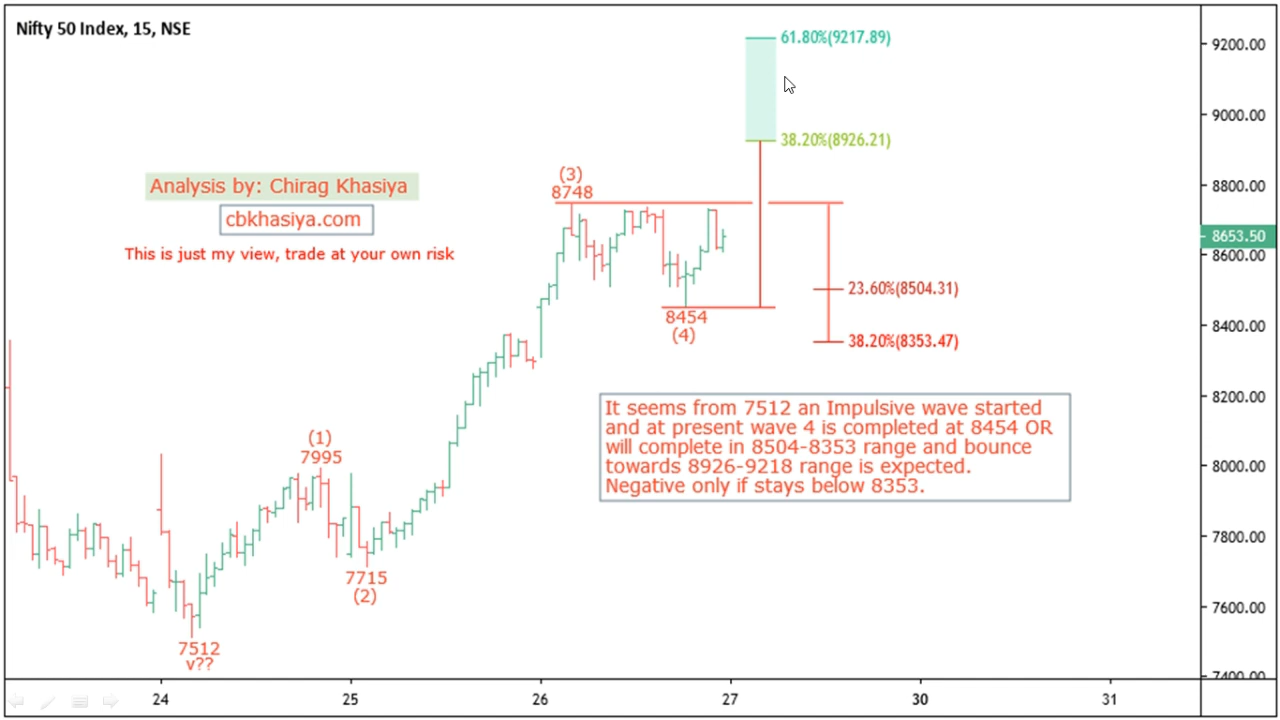 Nifty 50 Index, 15, NSE
61.80%(9217.89)
9200.00
9000.00
38.20%(8926.21)
(3)
8748
8800.00
Analysis by: Chirag Khasiya
cbkhasiya.com
This is just my view, trade at your own risk
8653.50
8600.00
23.60%(8504.31)
8454
(4)
8400.00
38.20%(8353.47)
8200.00
It seems from 7512 an Impulsive wave started
and at present wave 4 is completed at 8454 OR
will complete in 8504-8353 range and bounce
towards 8926-9218 range is expected.
Negative only if stays below 8353.
(1)
7995
8000.00
7800.00
7715
(2)
7600.00
7512
v??
7400.00
24 25 26 27 30 31